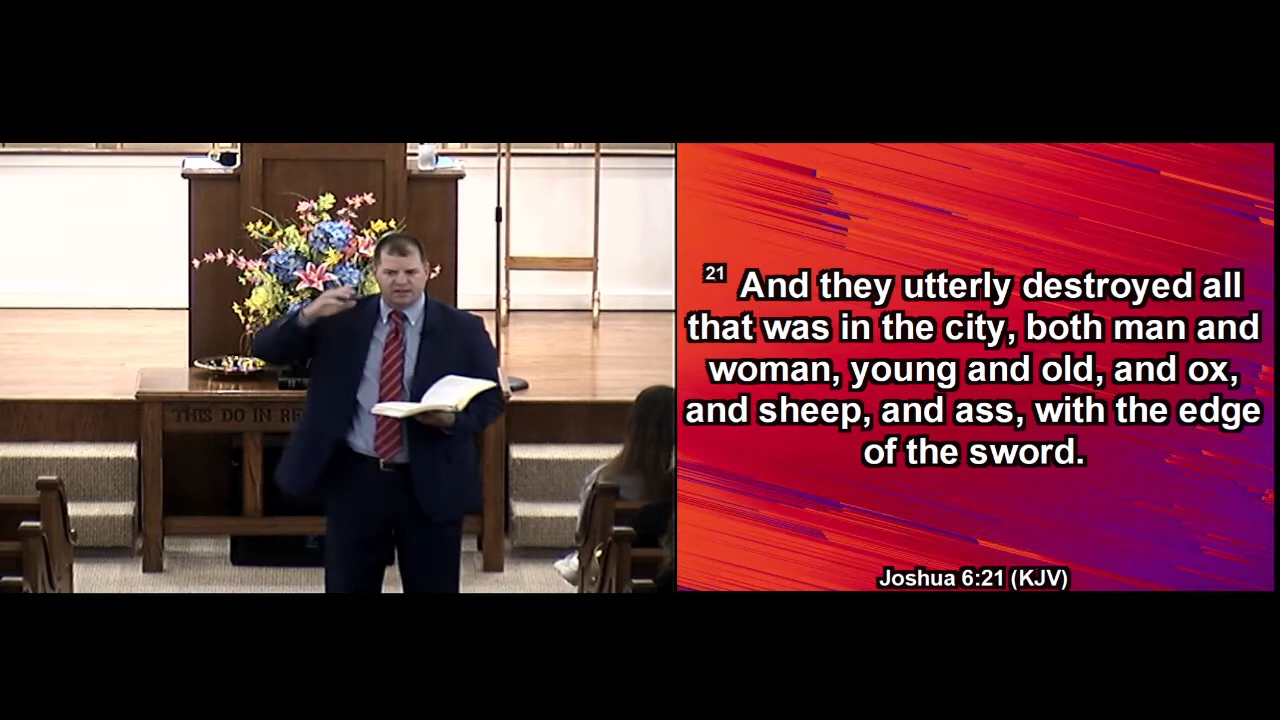 THIS DO IN RE
21 And they utterly destroyed all
that was in the city, both man and
woman, young and old, and ox,
and sheep, and ass, with the edge
of the sword.
Joshua 6:21 (KJV)